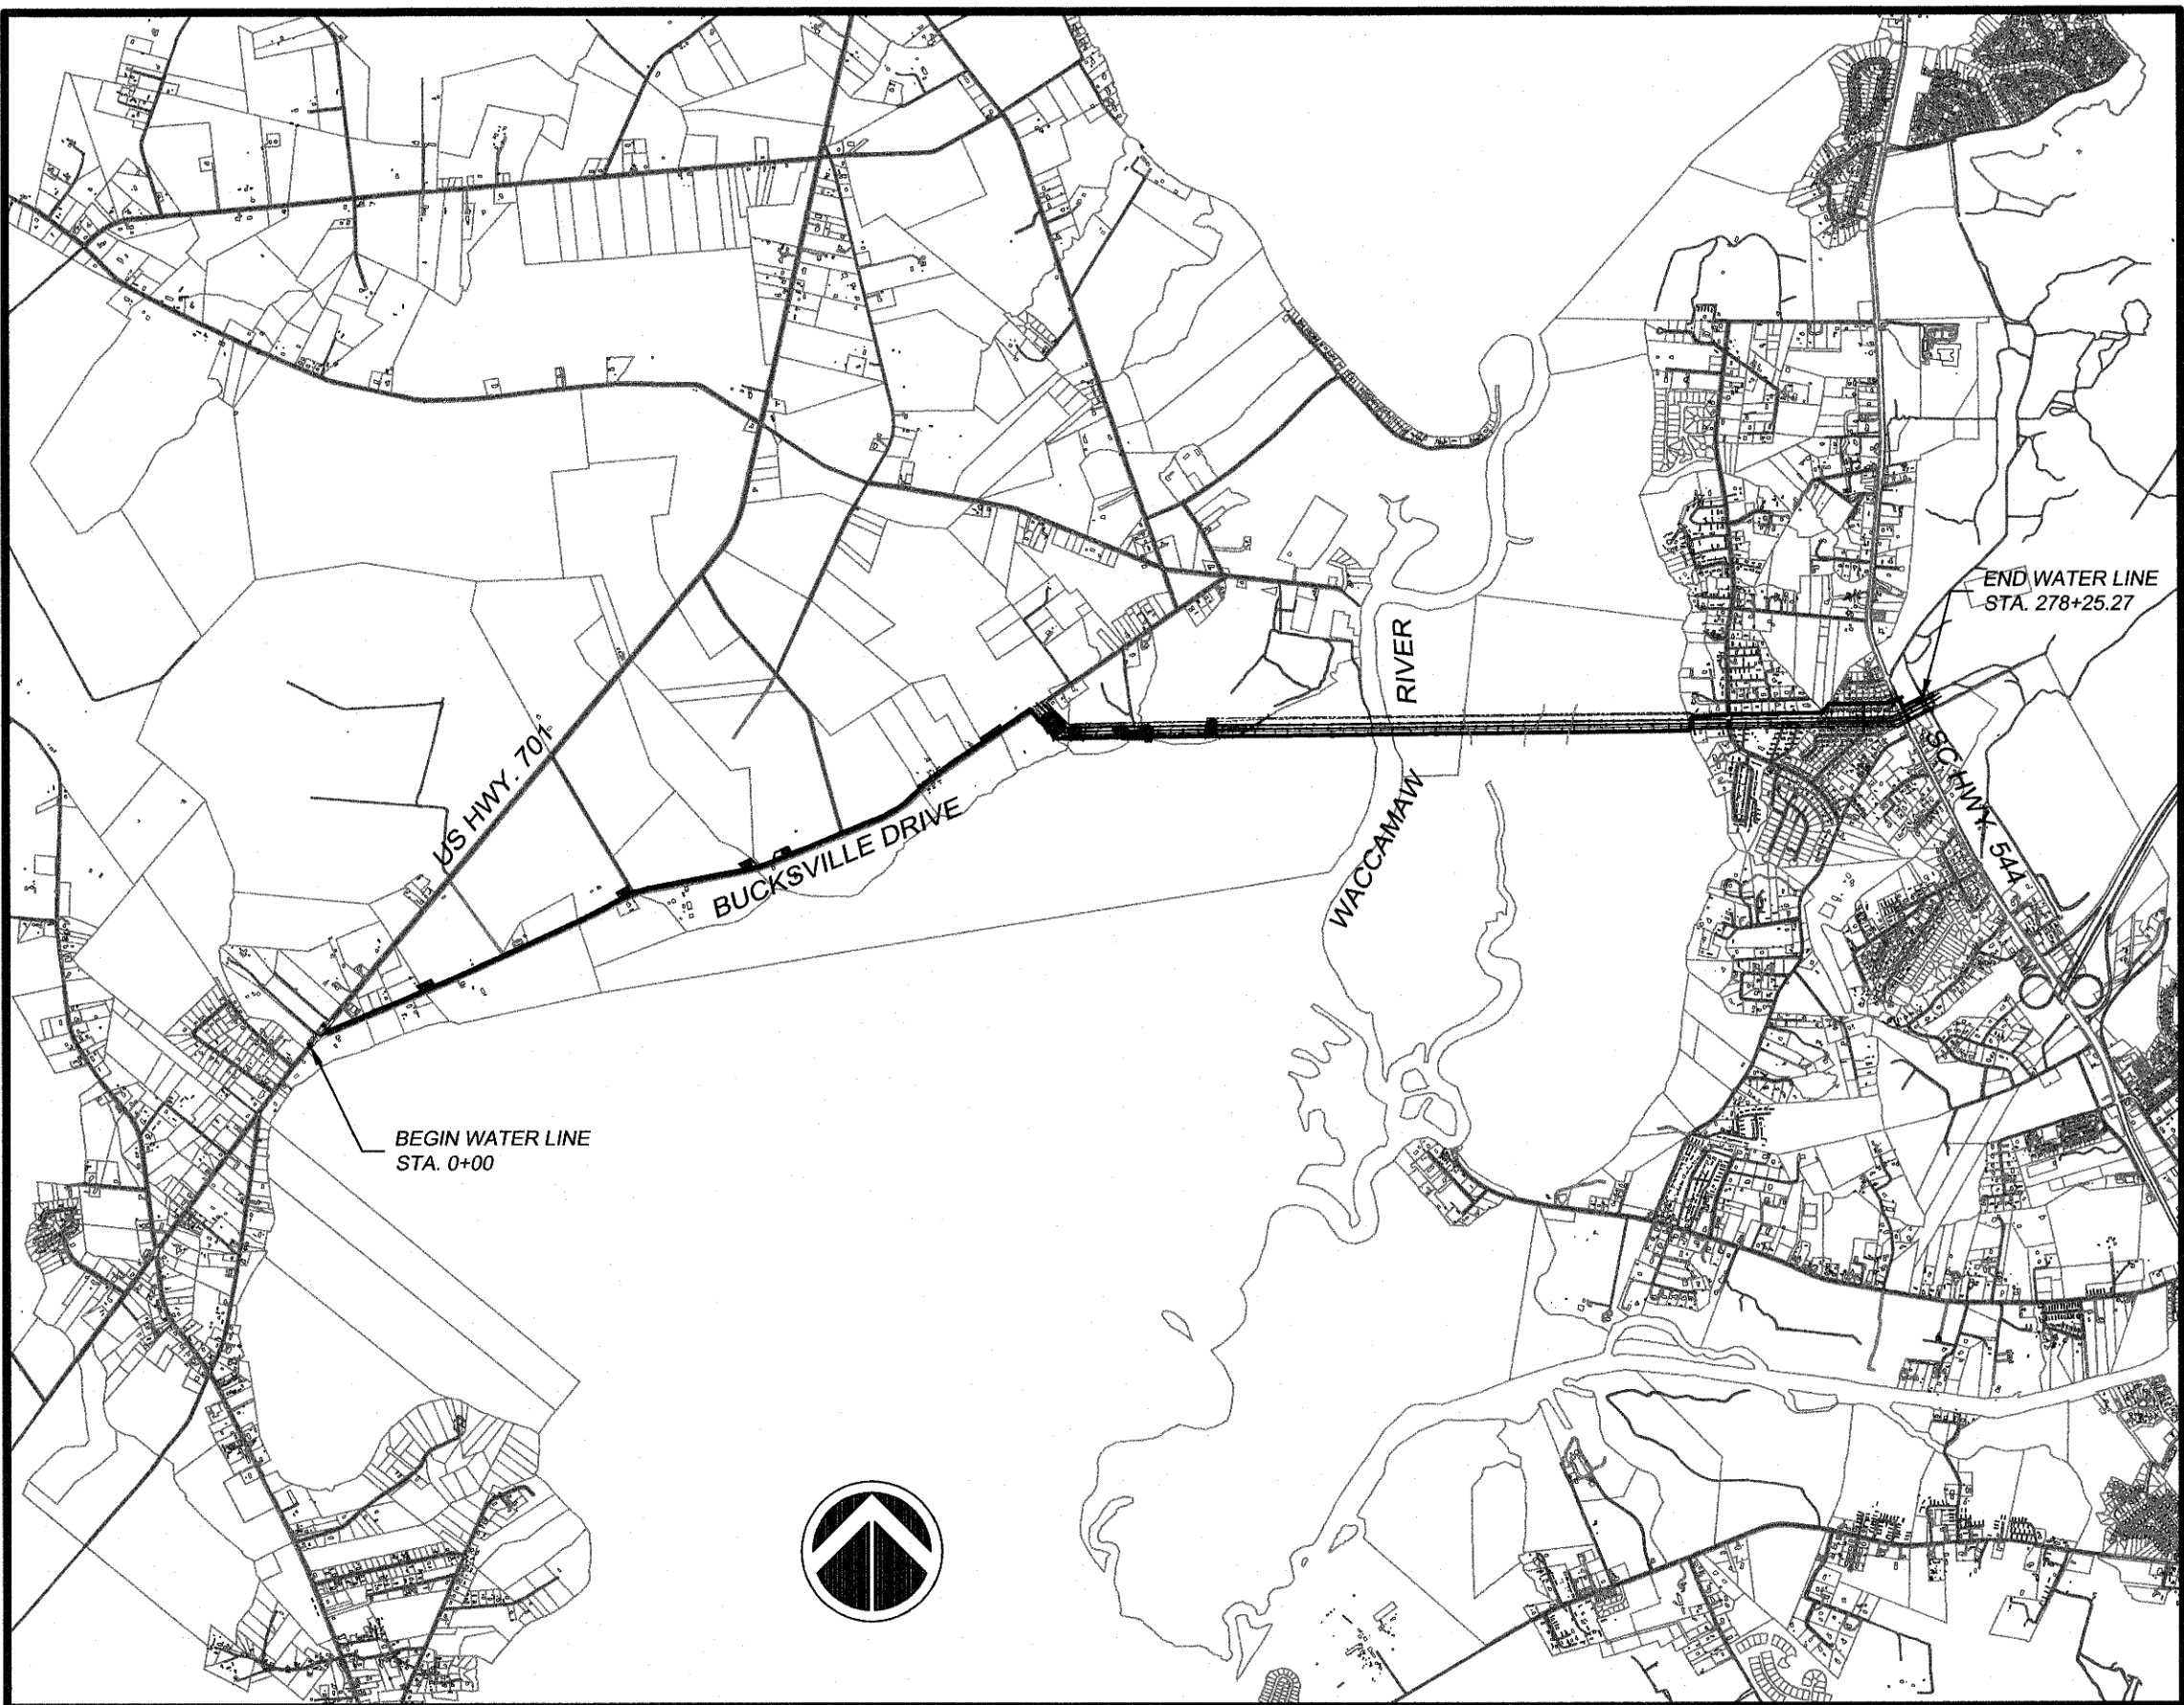 END WATER LINE
STA. 278+25.27
RIVER
US HWY. 701
SC HWY. 544
BUCKSVILLE DRIVE
WACCAMAW
BEGIN WATER LINE
STA. 0+00